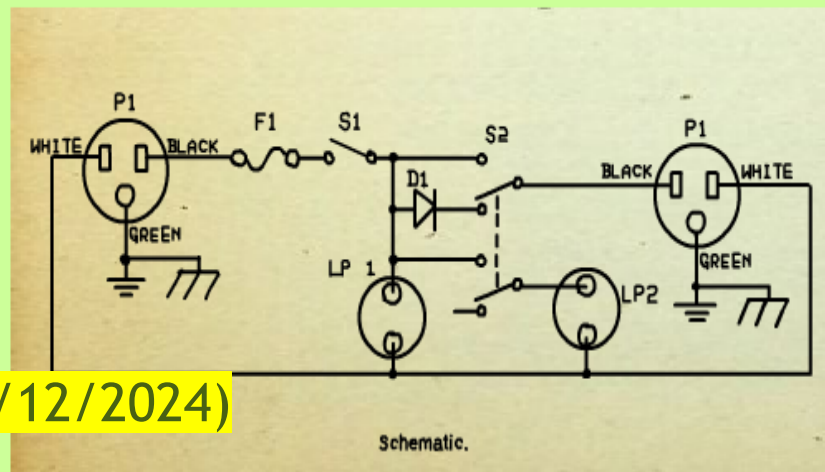 P1
F1
S1
S2
P1
WHITE
BLACK
D1
BLACK
WHITE
GREEN
LP 1
GREEN
LP2
/12/2024)
Schematic.